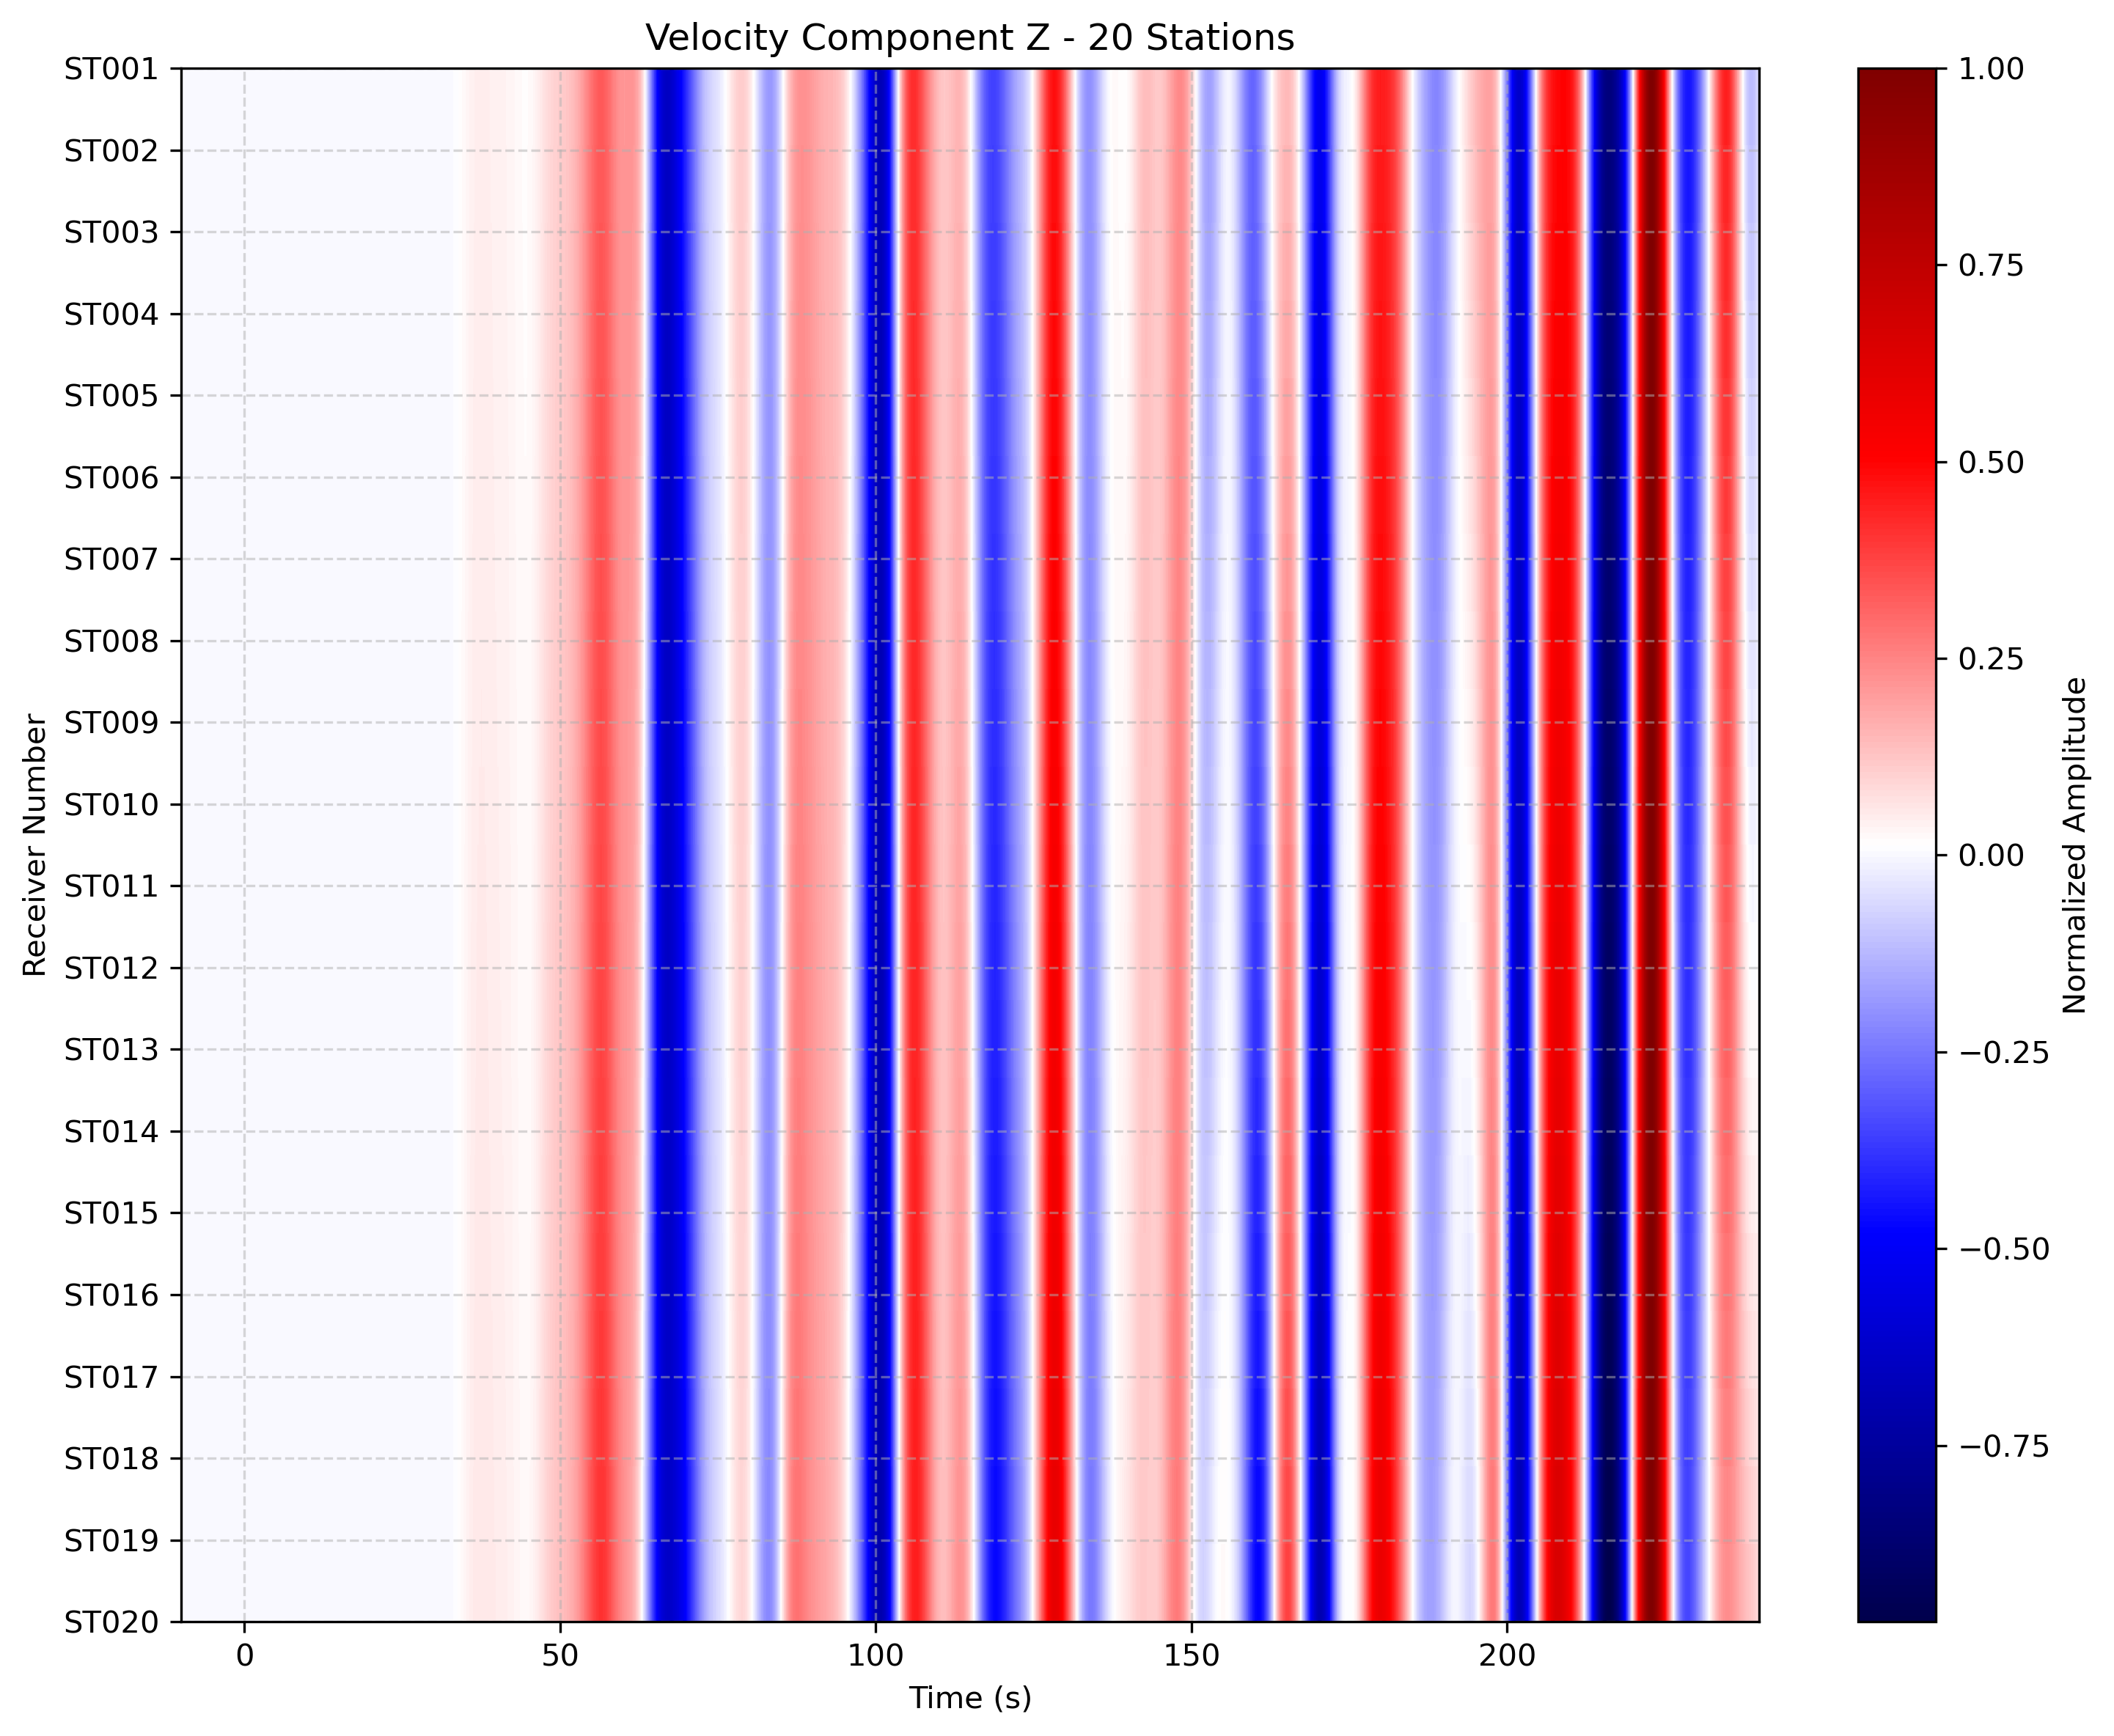 Velocity Component Z - 20 Stations
ST001
ST002
ST003
ST004
ST005
ST006
ST007
ST008
ST009
ST010
ST011
ST012
ST013
ST014
ST015
ST016
ST017
ST018
ST019
ST020
Receiver Number
0
50
100
150
200
Time (s)
1.00
0.75
0.50
0.25
0.00
−0.25
−0.50
−0.75
Normalized Amplitude